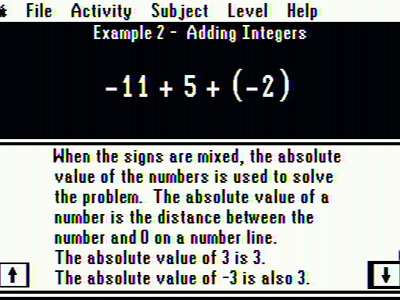 File Activity Subject Level Help
Example 2 - Adding Integers
-11 + 5 + (-2)
When the signs are mixed, the absolute
value of the numbers is used to solve
the problem. The absolute value of a
number is the distance between the
number and 0 on a number line.
The absolute value of 3 is 3.
The absolute value of -3 is also 3.